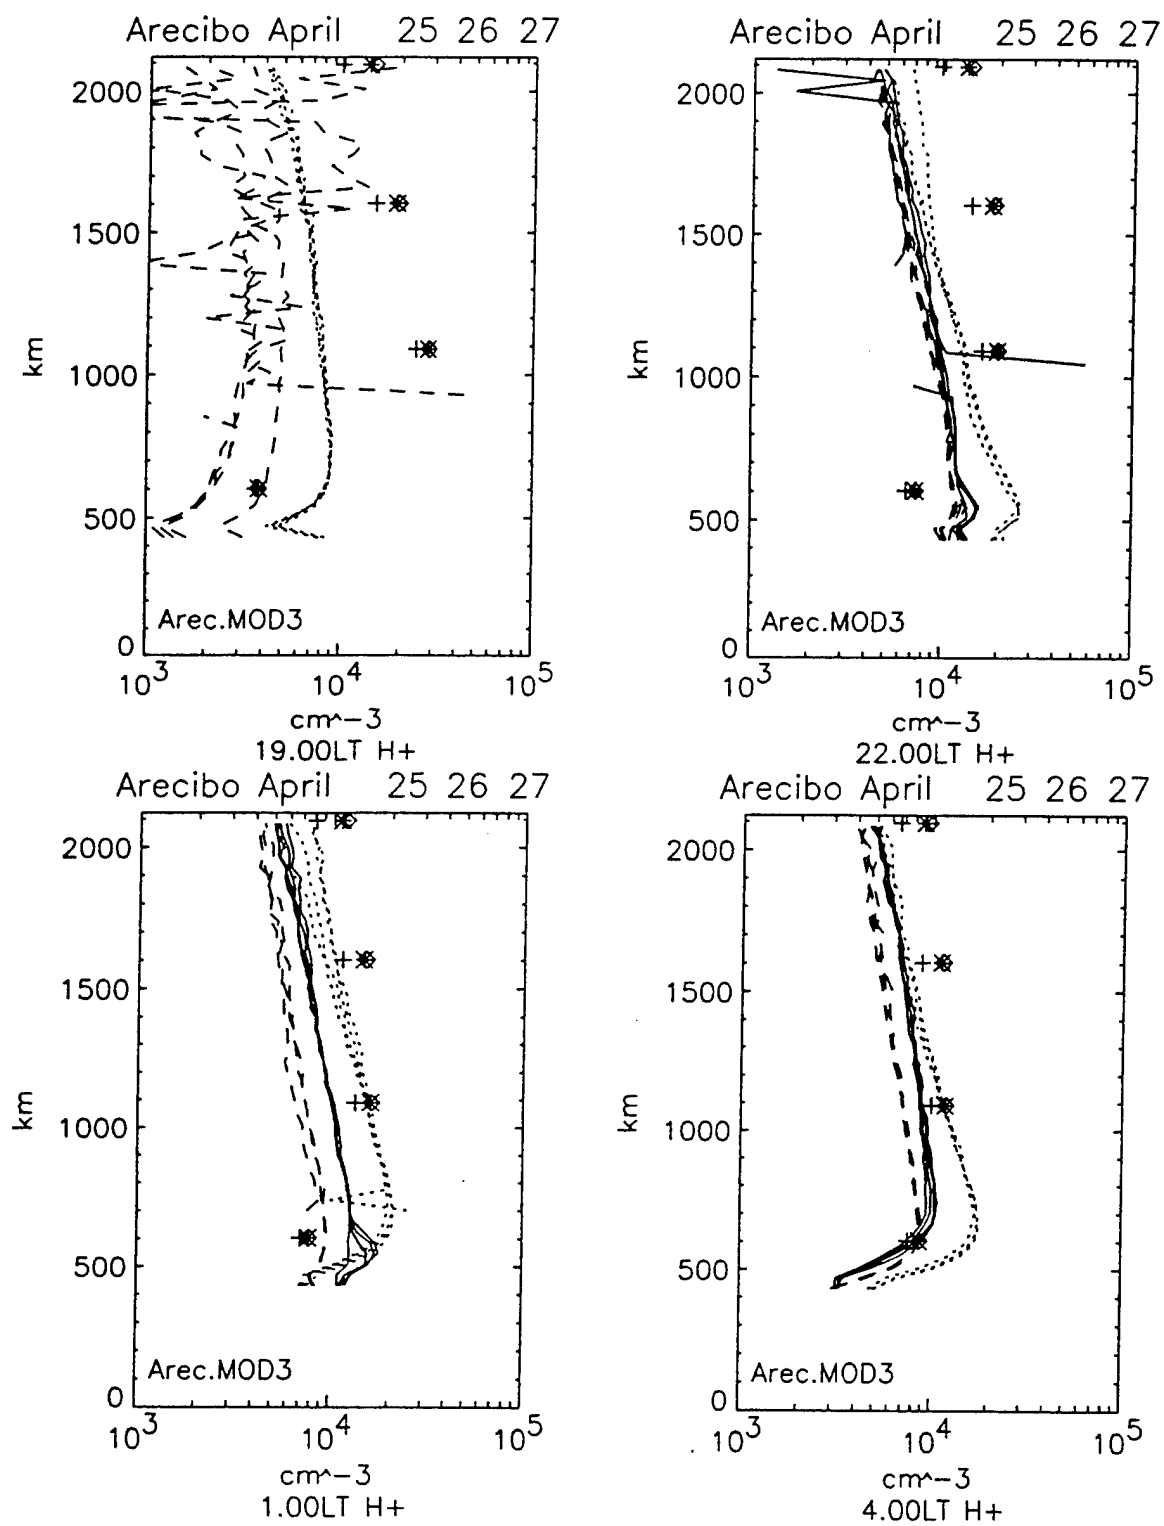 Arecibo April 25 26 27
2000
1500
1000
500
0
km
Arec.MOD3
10^3 10^4 10^5
cm^-3
19.00LT H+
Arecibo April 25 26 27
2000
1500
1000
500
0
km
Arec.MOD3
10^3 10^4 10^5
cm^-3
22.00LT H+
Arecibo April 25 26 27
2000
1500
1000
500
0
km
Arec.MOD3
10^3 10^4 10^5
cm^-3
1.00LT H+
Arecibo April 25 26 27
2000
1500
1000
500
0
km
Arec.MOD3
10^3 10^4 10^5
cm^-3
4.00LT H+